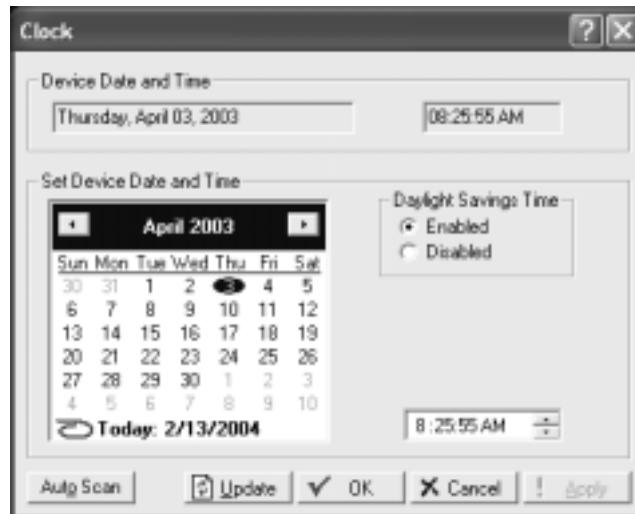 Clock
Device Date and Time
Thursday, April 03, 2003 08:25:55 AM
Set Device Date and Time
April 2003
Sun Mon Tue Wed Thu Fri Sat
30 31 1 2 3 4 5
6 7 8 9 10 11 12
13 14 15 16 17 18 19
20 21 22 23 24 25 26
27 28 29 30 1 2 3
4 5 6 7 8 9 10
Today: 2/13/2004
Daylight Savings Time
Enabled
Disabled
8:25:55 AM
Auto Scan Update OK Cancel Apply